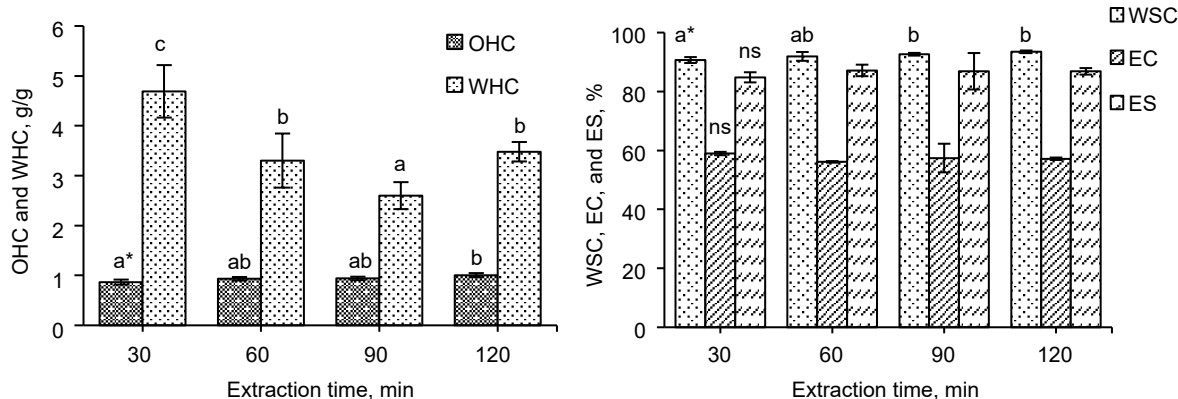 OHC and WHC, g/g
6
5
4
3
2
1
0
c
b
a
b
a*
ab
ab
b
OHC
WHC
30 60 90 120
Extraction time, min
WSC, EC, and ES, %
100
80
60
40
20
0
a*
ns
ns
ab
b
b
WSC
EC
ES
30 60 90 120
Extraction time, min